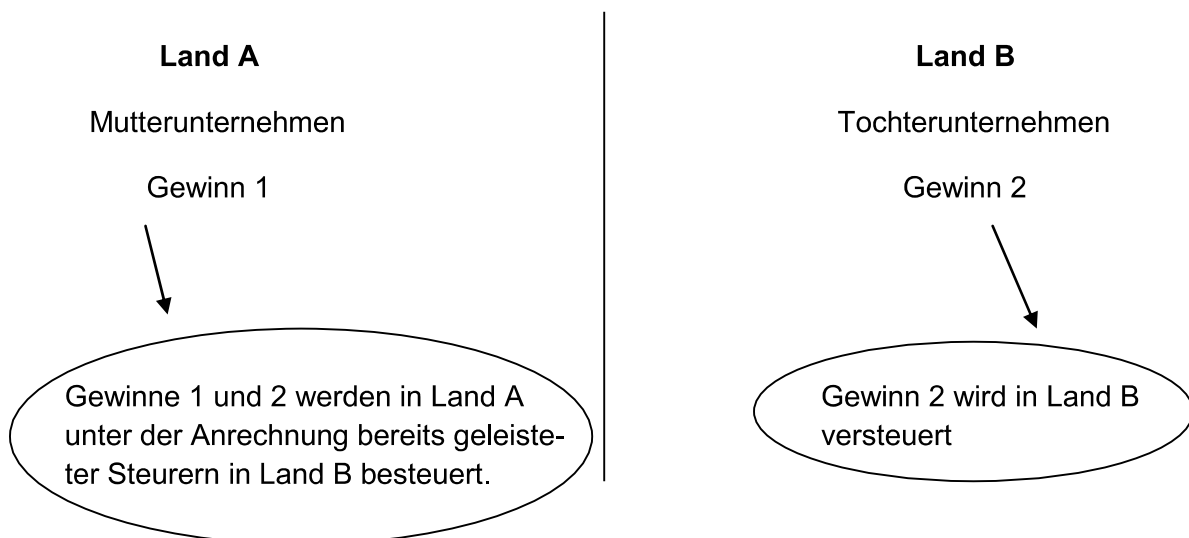 Land A
Mutterunternehmen
Gewinn 1
Gewinne 1 und 2 werden in Land A
unter der Anrechnung bereits geleiste-
ter Steurern in Land B besteuert.
Land B
Tochterunternehmen
Gewinn 2
Gewinn 2 wird in Land B
versteuert